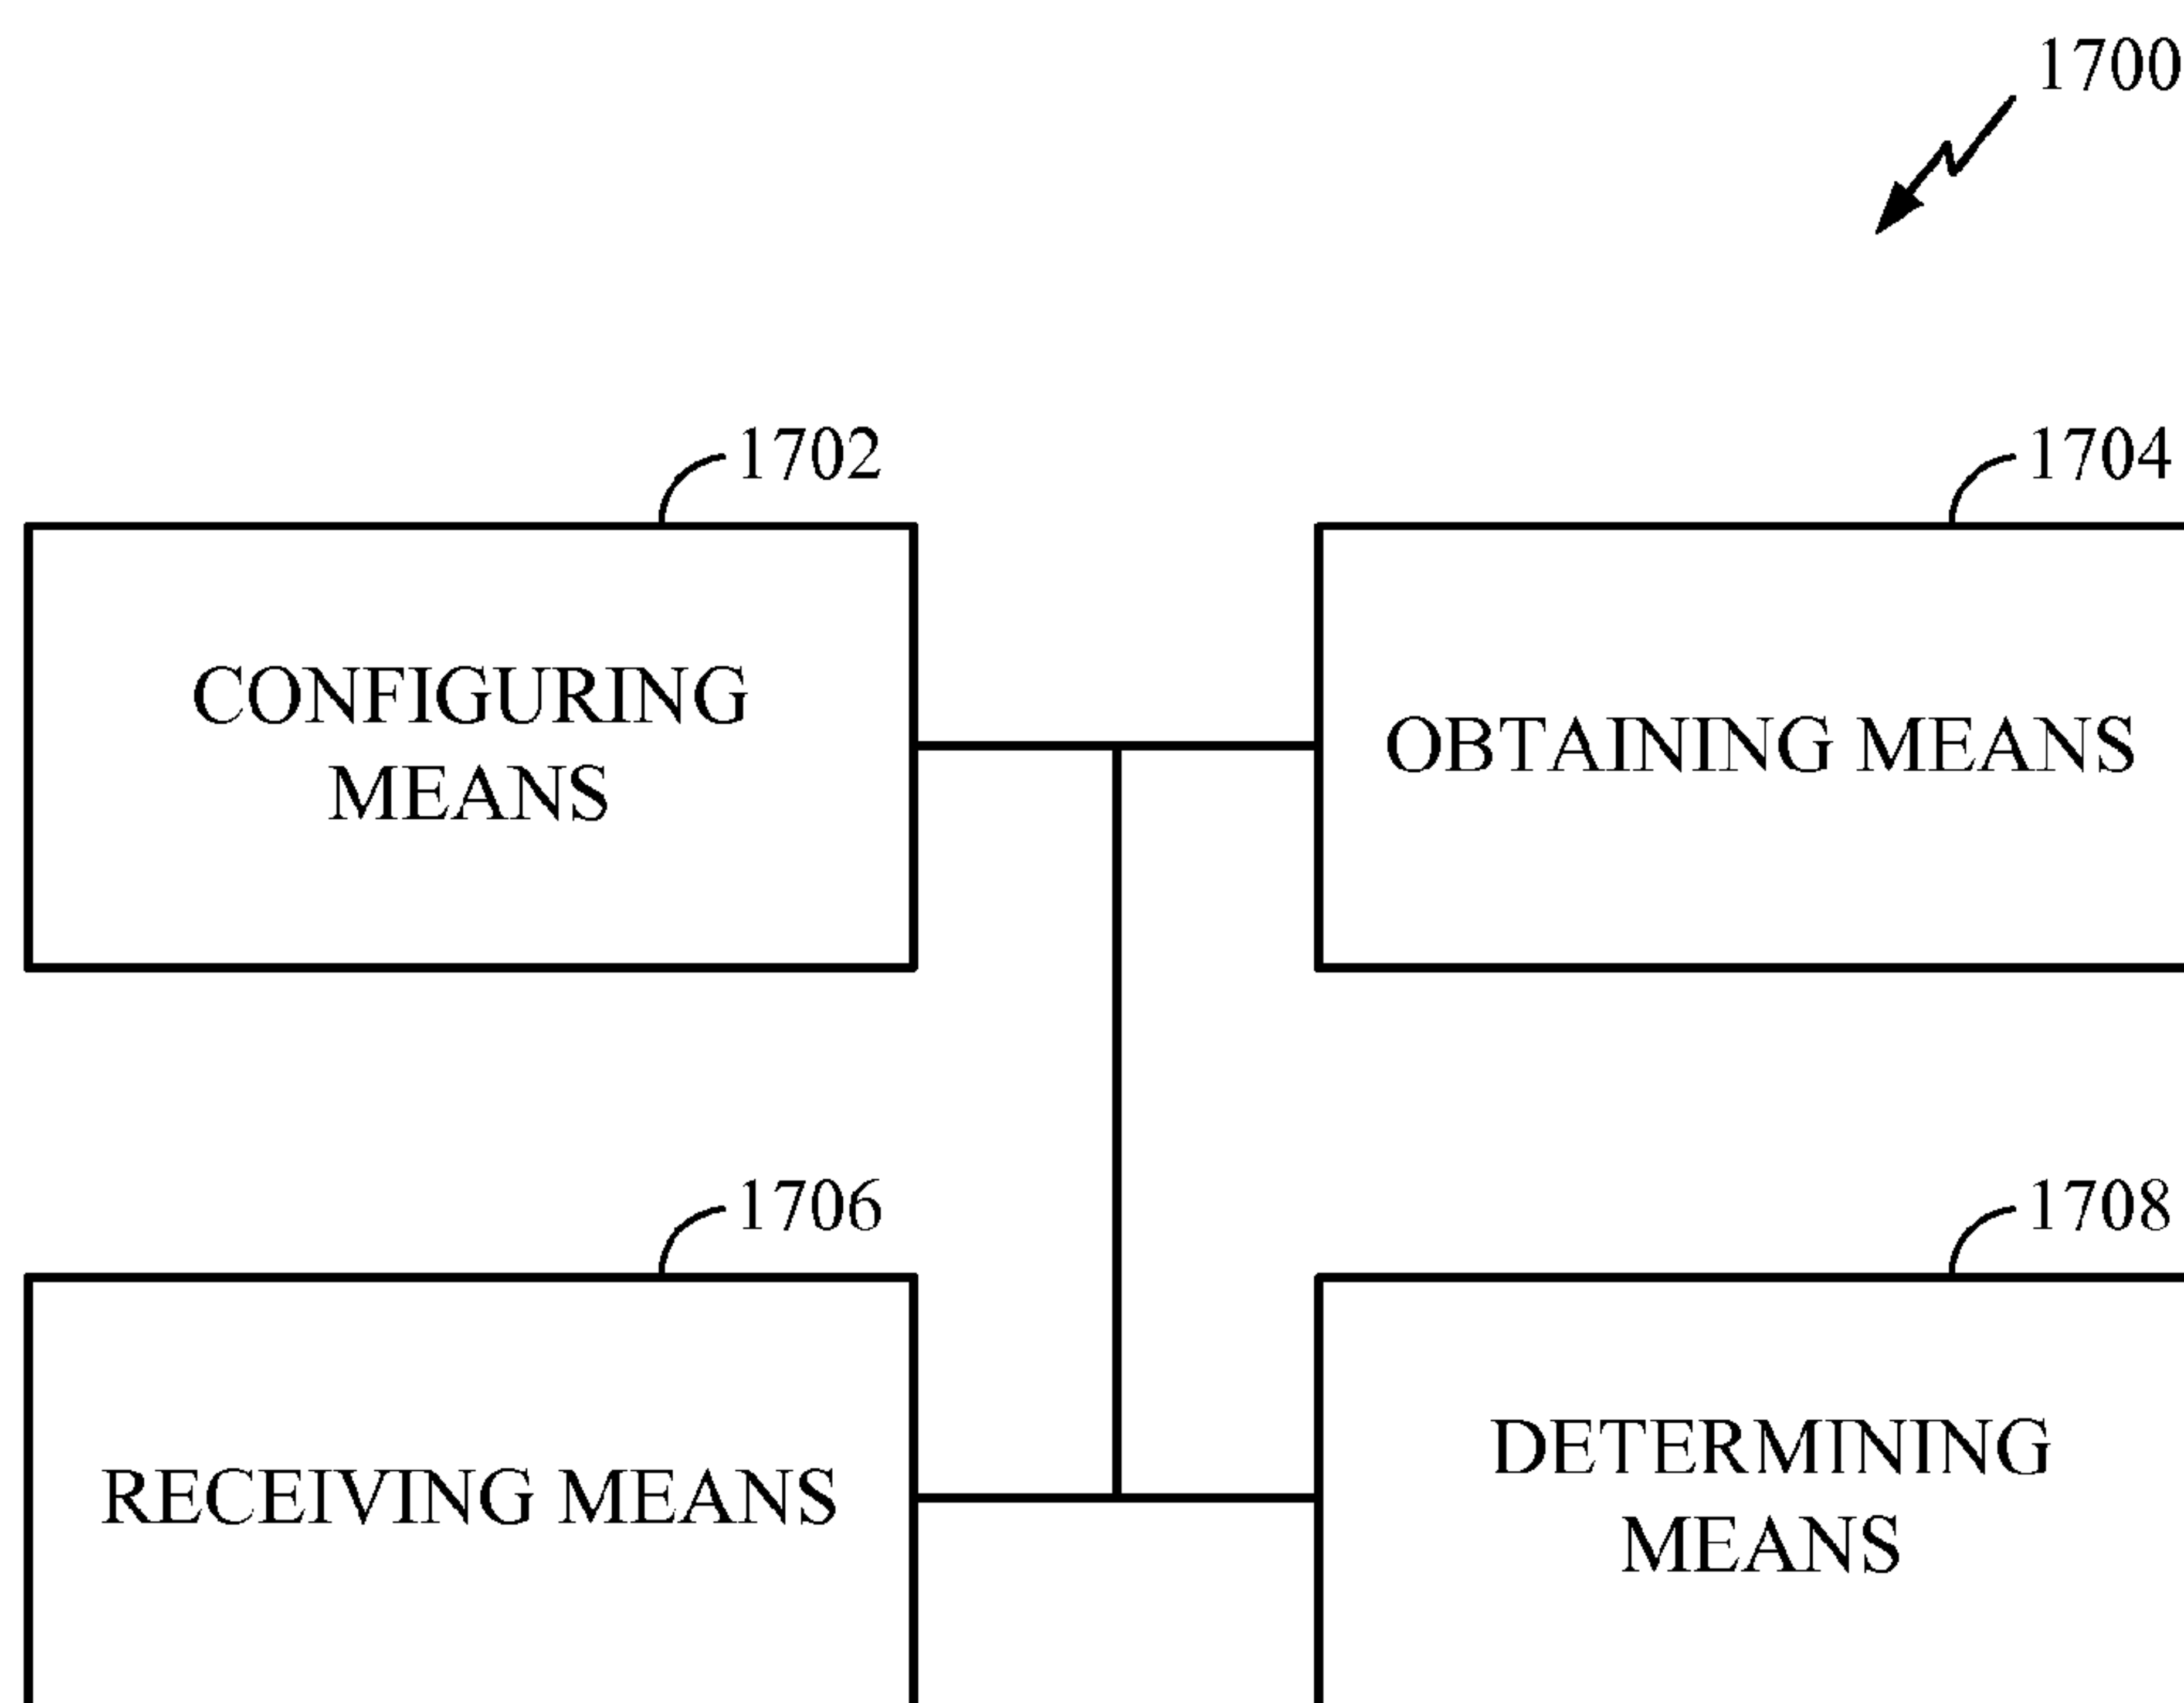 1700
1702
1704
CONFIGURING
MEANS
OBTAINING MEANS
1706
1708
RECEIVING MEANS
DETERMINING
MEANS